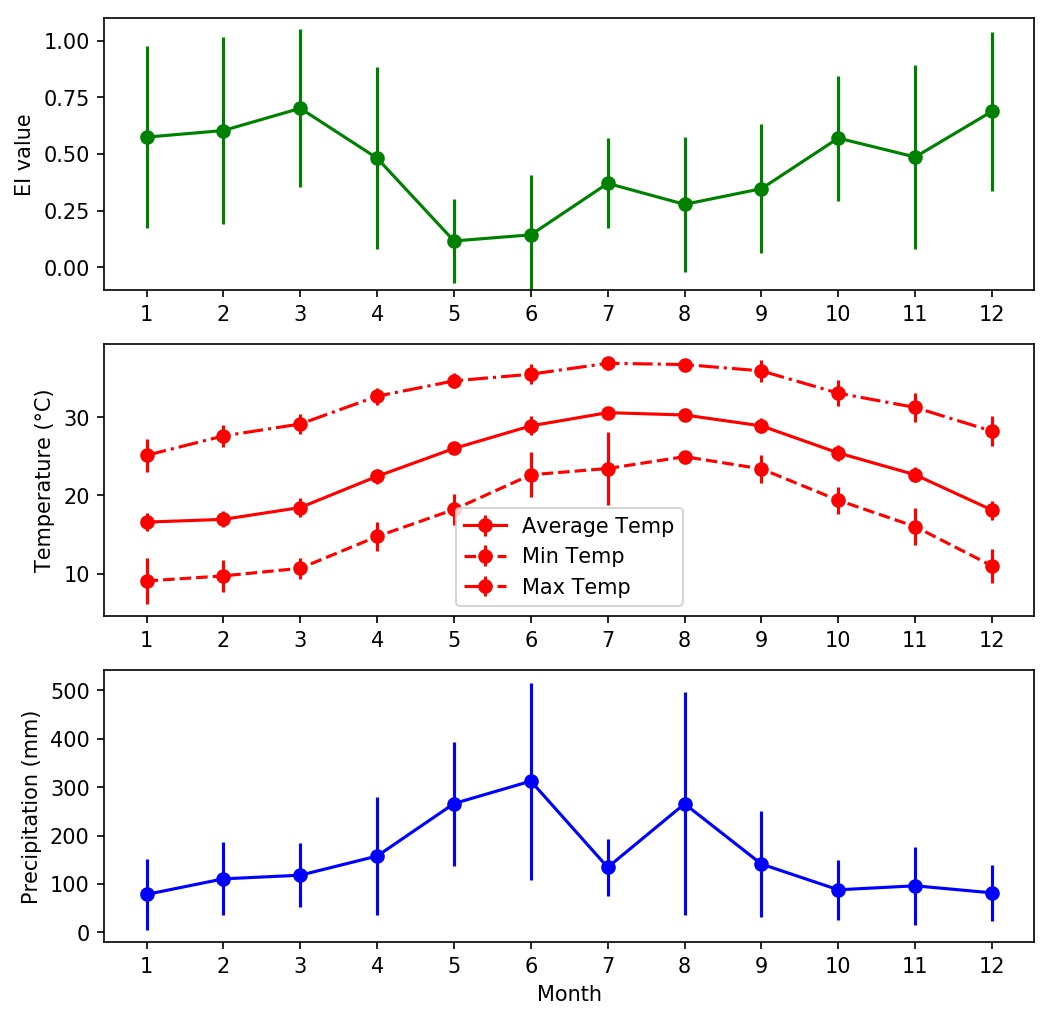 EI value
1.00
0.75
0.50
0.25
0.00
1 2 3 4 5 6 7 8 9 10 11 12
Temperature (°C)
30
20
10
Average Temp
Min Temp
Max Temp
1 2 3 4 5 6 7 8 9 10 11 12
Precipitation (mm)
500
400
300
200
100
0
1 2 3 4 5 6 7 8 9 10 11 12
Month